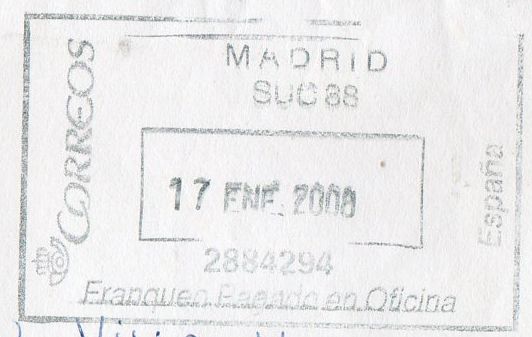 MADRID
SUC 88
CORREOS
17 ENE. 2008
España
2884294
Franqueo Pagado en Oficina